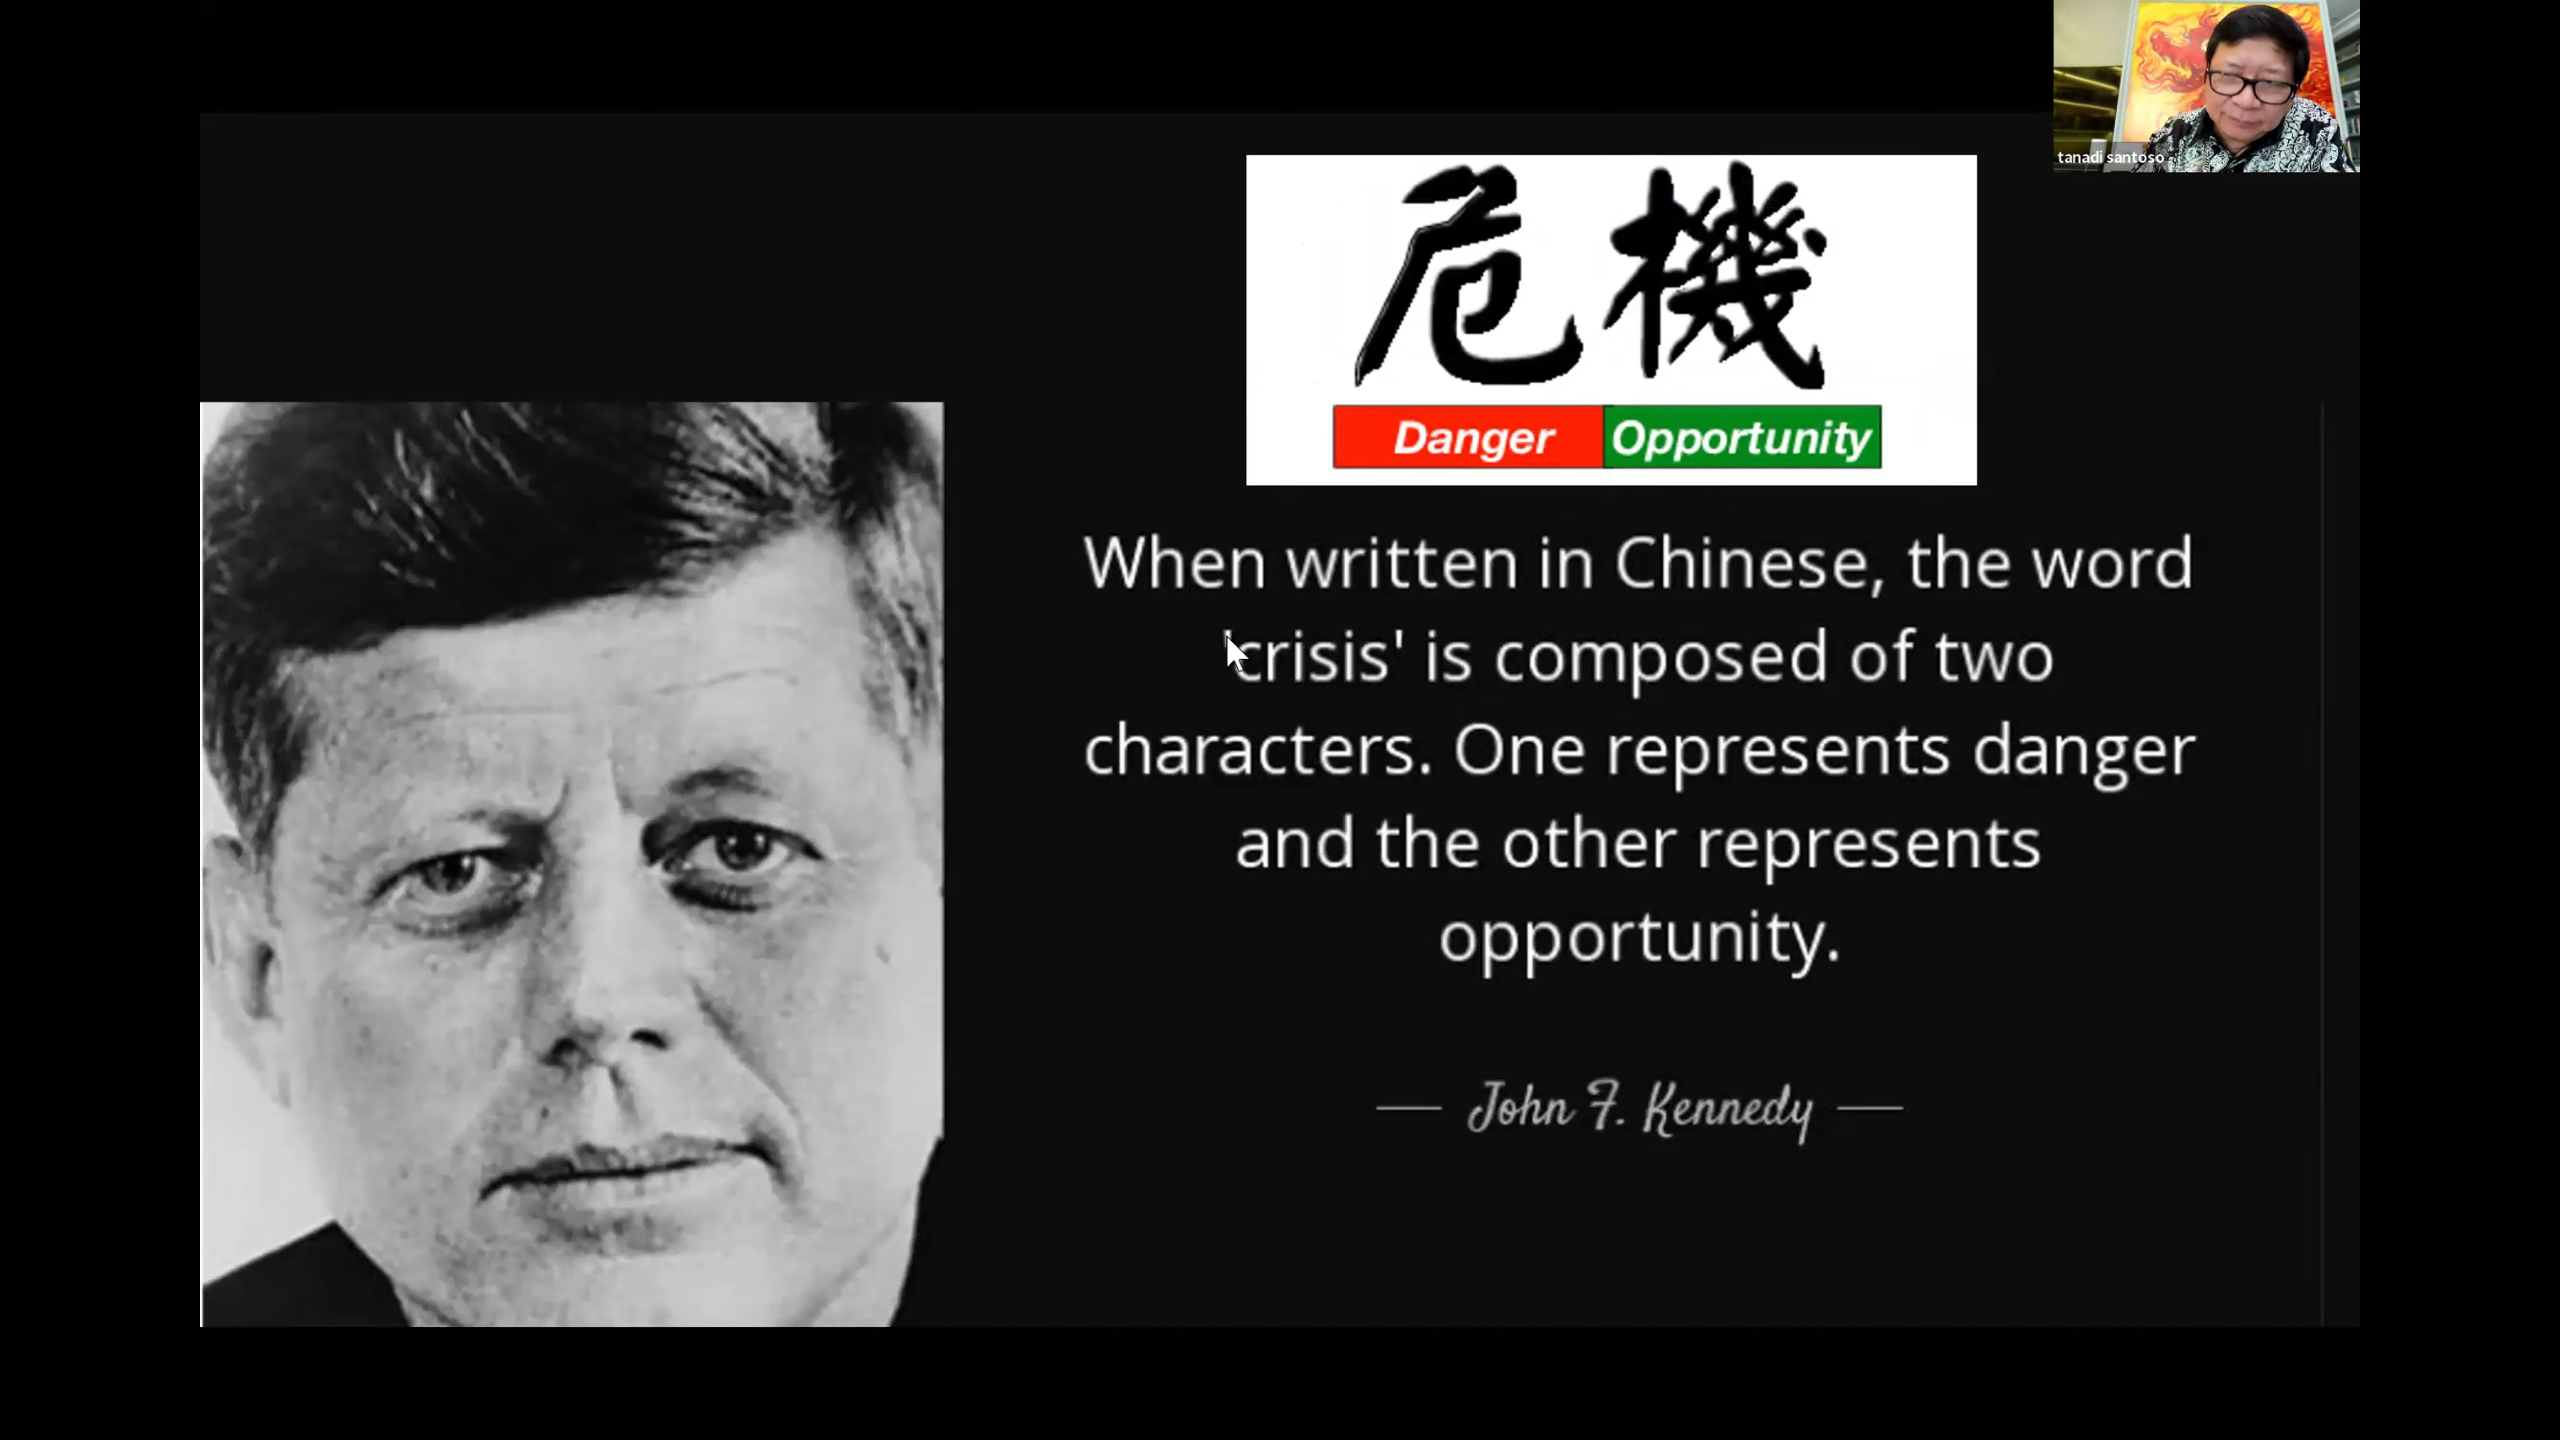 tanadi santoso
危機
Danger Opportunity
When written in Chinese, the word
'crisis' is composed of two
characters. One represents danger
and the other represents
opportunity.
John F. Kennedy